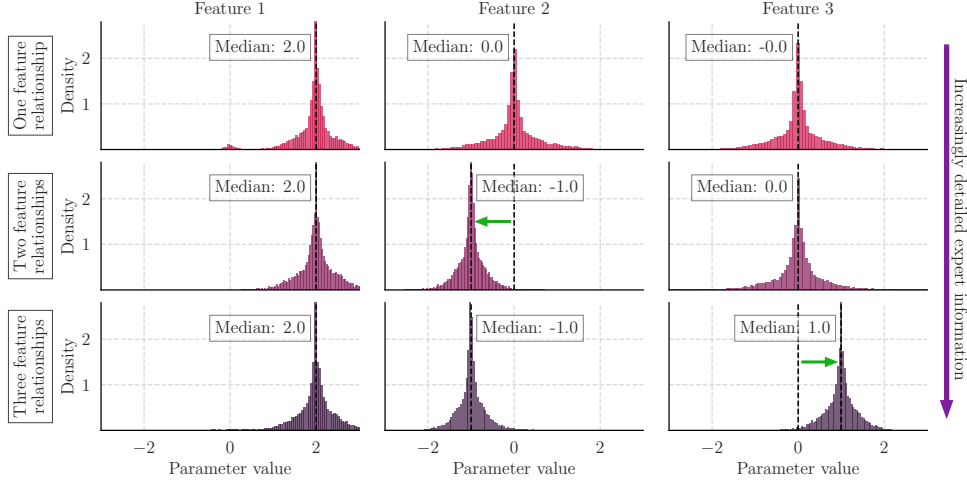 Feature 1
Feature 2
Feature 3
One feature
relationship
Density
2
1
Median: 2.0
Median: 0.0
Median: -0.0
Two feature
relationships
Density
2
1
Median: 2.0
Median: -1.0
Median: 0.0
Three feature
relationships
Density
2
1
Median: 2.0
Median: -1.0
Median: 1.0
−2 0 2
−2 0 2
−2 0 2
Parameter value
Parameter value
Parameter value
Increasingly detailed expert information